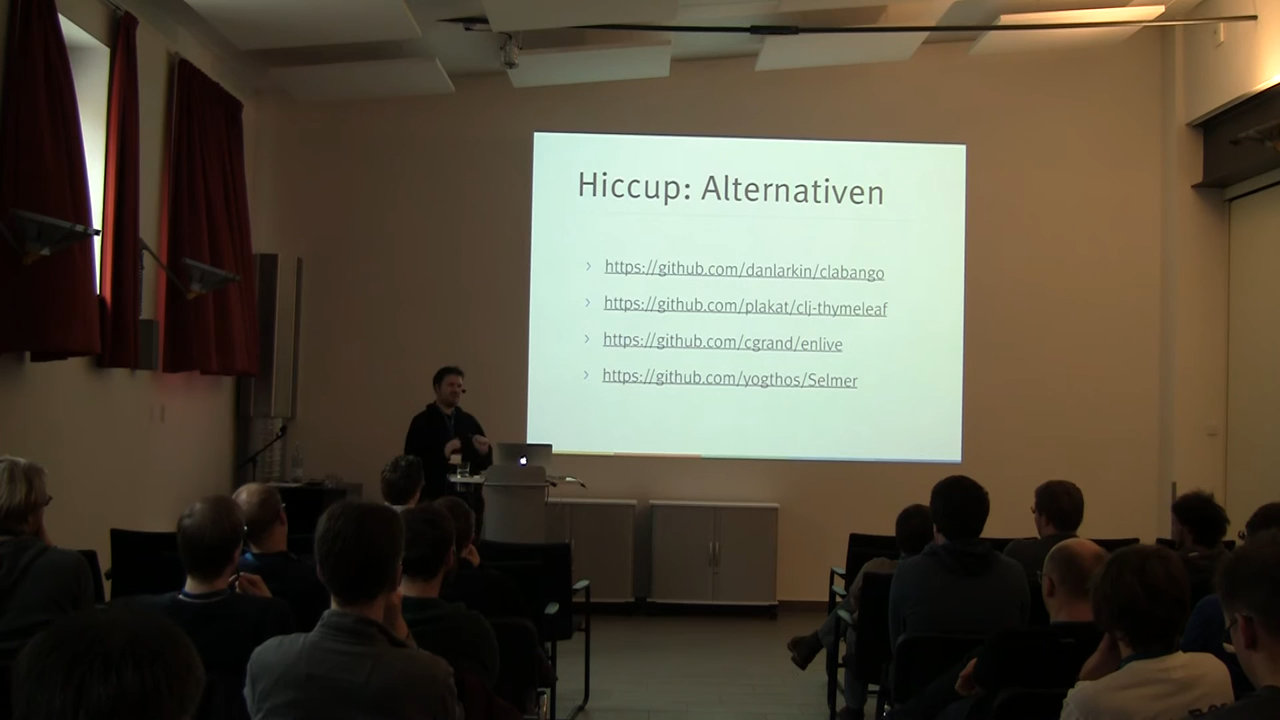 Hiccup: Alternativen
https://github.com/danlarkin/clabango
https://github.com/plakat/clj-thymeleaf
https://github.com/cgrand/enlive
https://github.com/yogthos/Selmer